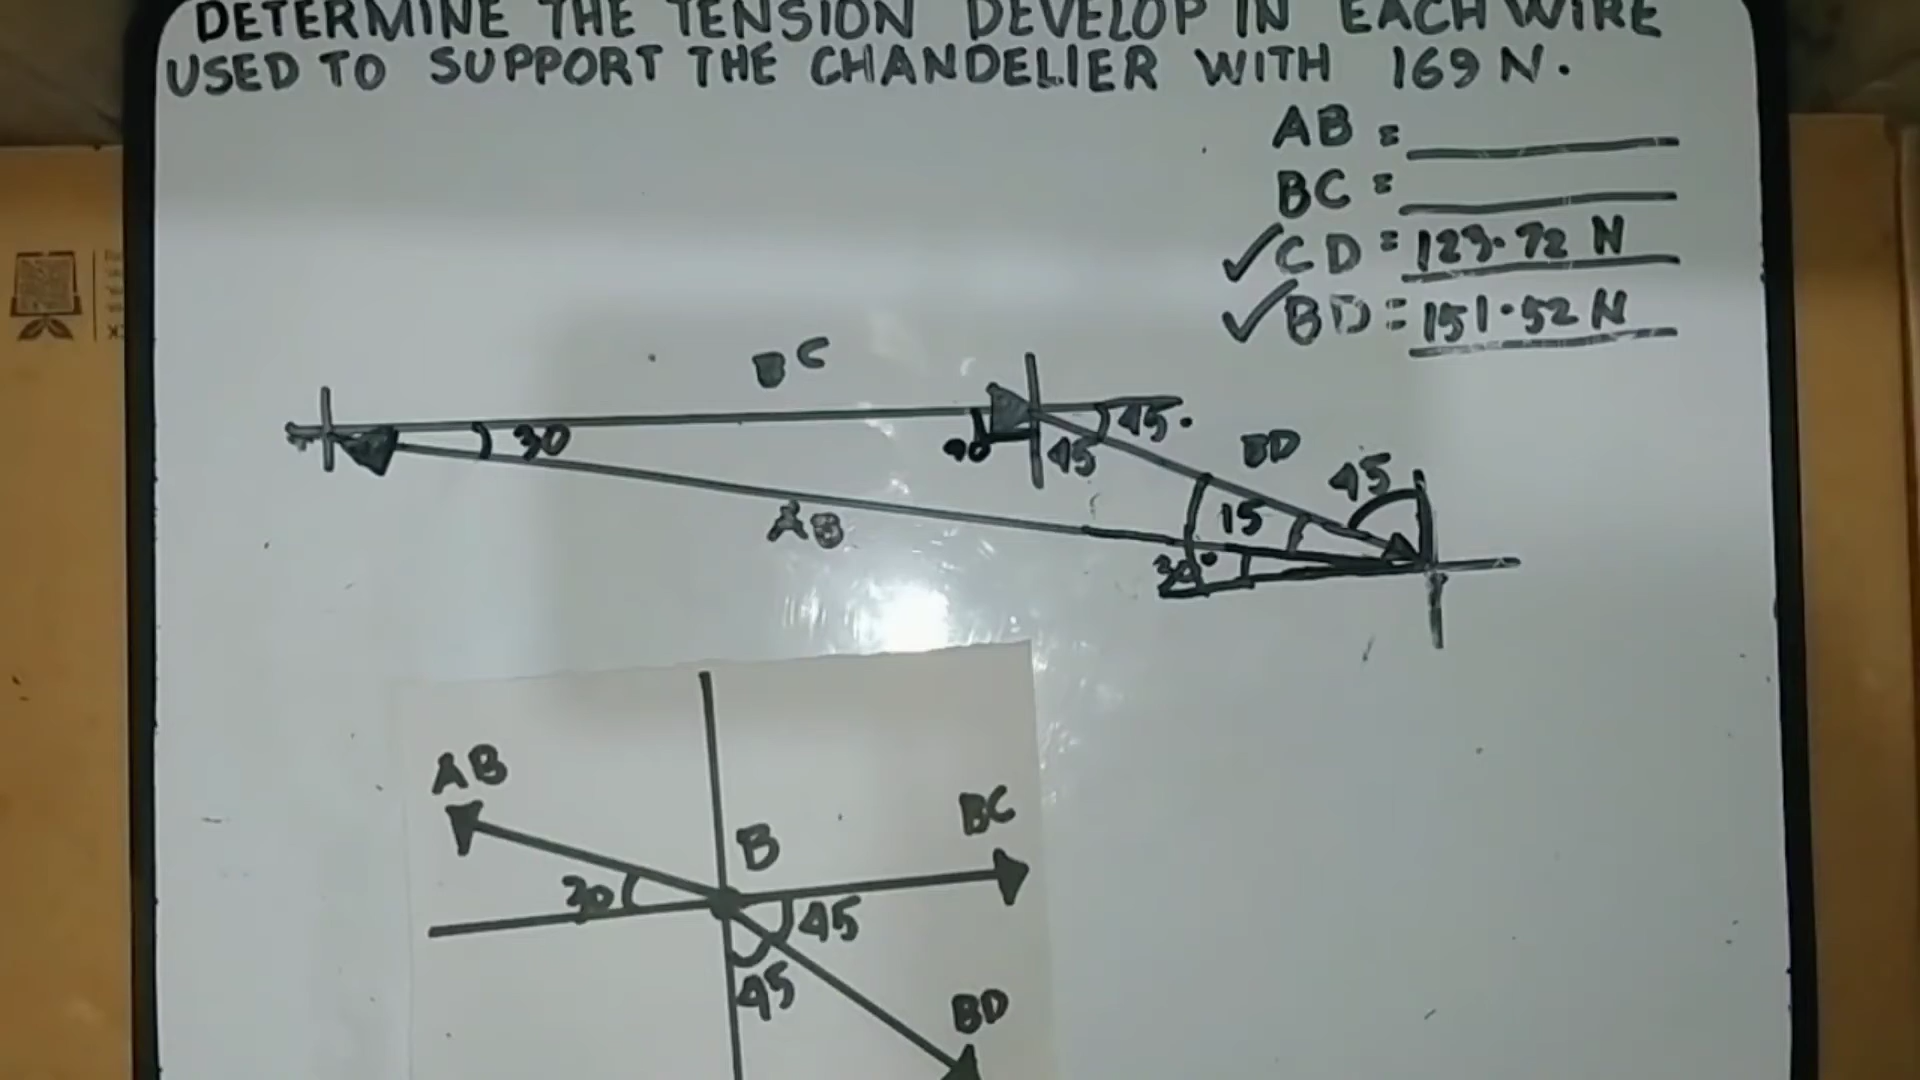 DETERMINE THE TENSION DEVELOP IN EACH WIRE
USED TO SUPPORT THE CHANDELIER WITH 169 N.
AB =
BC =
✓CD = 123.72 N
✓BD = 151.52 N
BC
30
90
45
45.
BD
45
15
30°
AB
AB
B
BC
30
45
45
BD